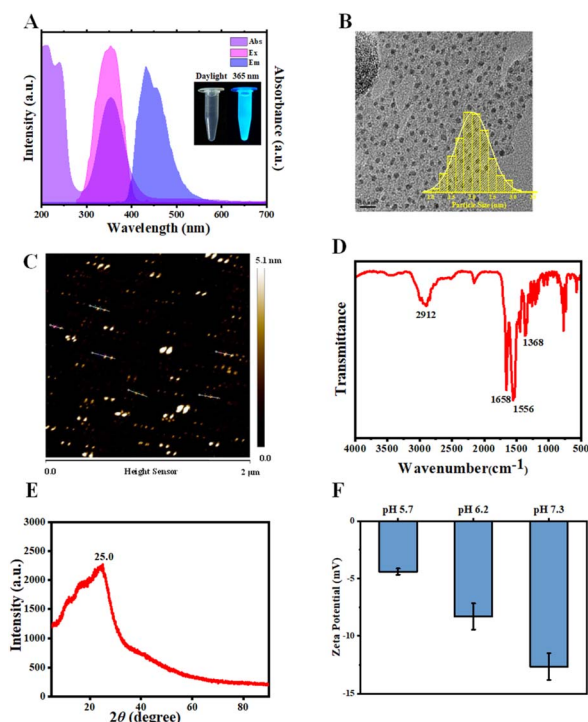 A
Abs
Ex
Em
Daylight 365 nm
Intensity (a.u.)
Absorbance (a.u.)
200 300 400 500 600 700
Wavelength (nm)
B
Particle Size (nm)
C
5.1 nm
0.0
0.0 Height Sensor 2 μm
D
Transmittance
2912
1368
1658
1556
4000 3500 3000 2500 2000 1500 1000 500
Wavenumber(cm-1)
E
3000
2500
2000
1500
1000
500
0
25.0
Intensity (a.u.)
20 40 60 80
2θ (degree)
F
pH 5.7 pH 6.2 pH 7.3
0
-5
-10
-15
Zeta Potential (mV)